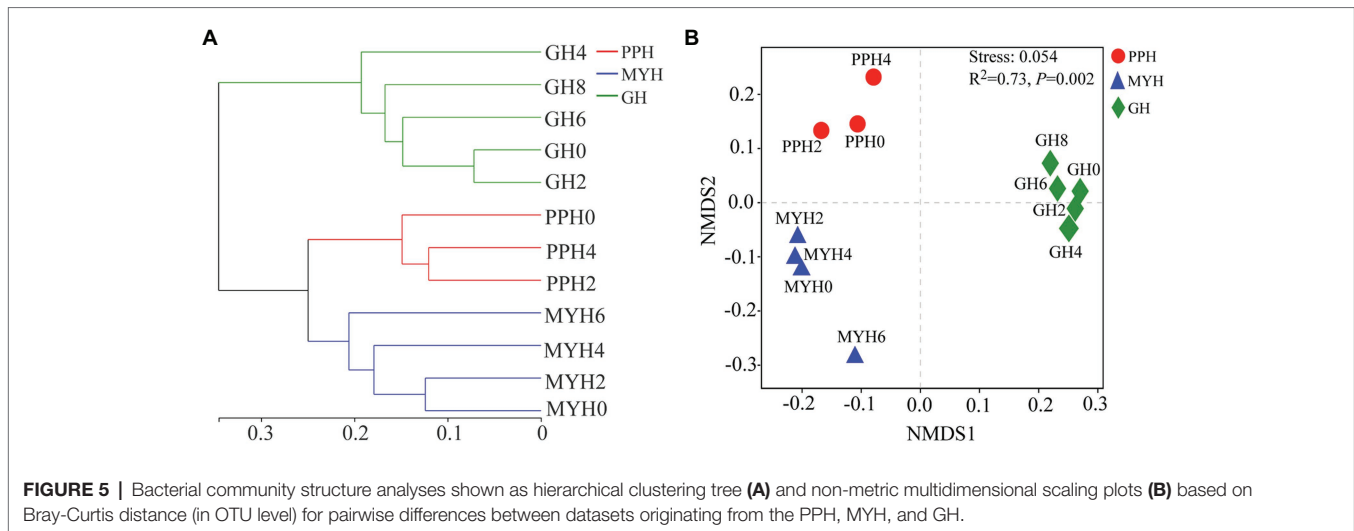 A
GH4
GH8
GH6
GH0
GH2
PPH0
PPH4
PPH2
MYH6
MYH4
MYH2
MYH0
PPH
MYH
GH
0.3 0.2 0.1 0
B
Stress: 0.054
R²=0.73, P=0.002
PPH
MYH
GH
NMDS2
0.2
0.1
0.0
-0.1
-0.2
-0.3
PPH4
PPH2
PPH0
GH8
GH0
GH6
GH2
GH4
MYH2
MYH4
MYH0
MYH6
-0.2 -0.1 0.0 0.1 0.2 0.3
NMDS1
FIGURE 5 | Bacterial community structure analyses shown as hierarchical clustering tree (A) and non-metric multidimensional scaling plots (B) based on
Bray-Curtis distance (in OTU level) for pairwise differences between datasets originating from the PPH, MYH, and GH.